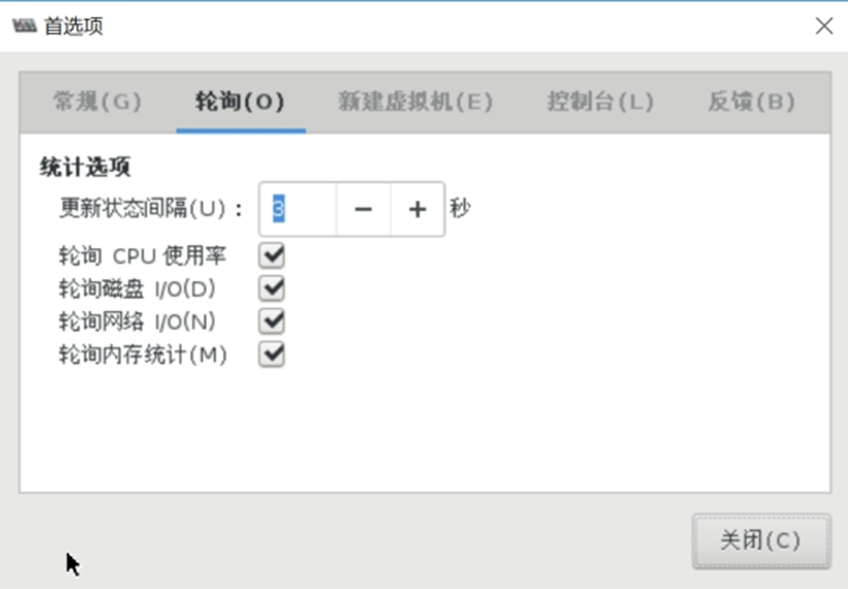 首选项
常规(G) 轮询(O) 新建虚拟机(E) 控制台(L) 反馈(B)
统计选项
更新状态间隔(U)： 3 秒
轮询 CPU 使用率
轮询磁盘 I/O(D)
轮询网络 I/O(N)
轮询内存统计(M)
关闭(C)